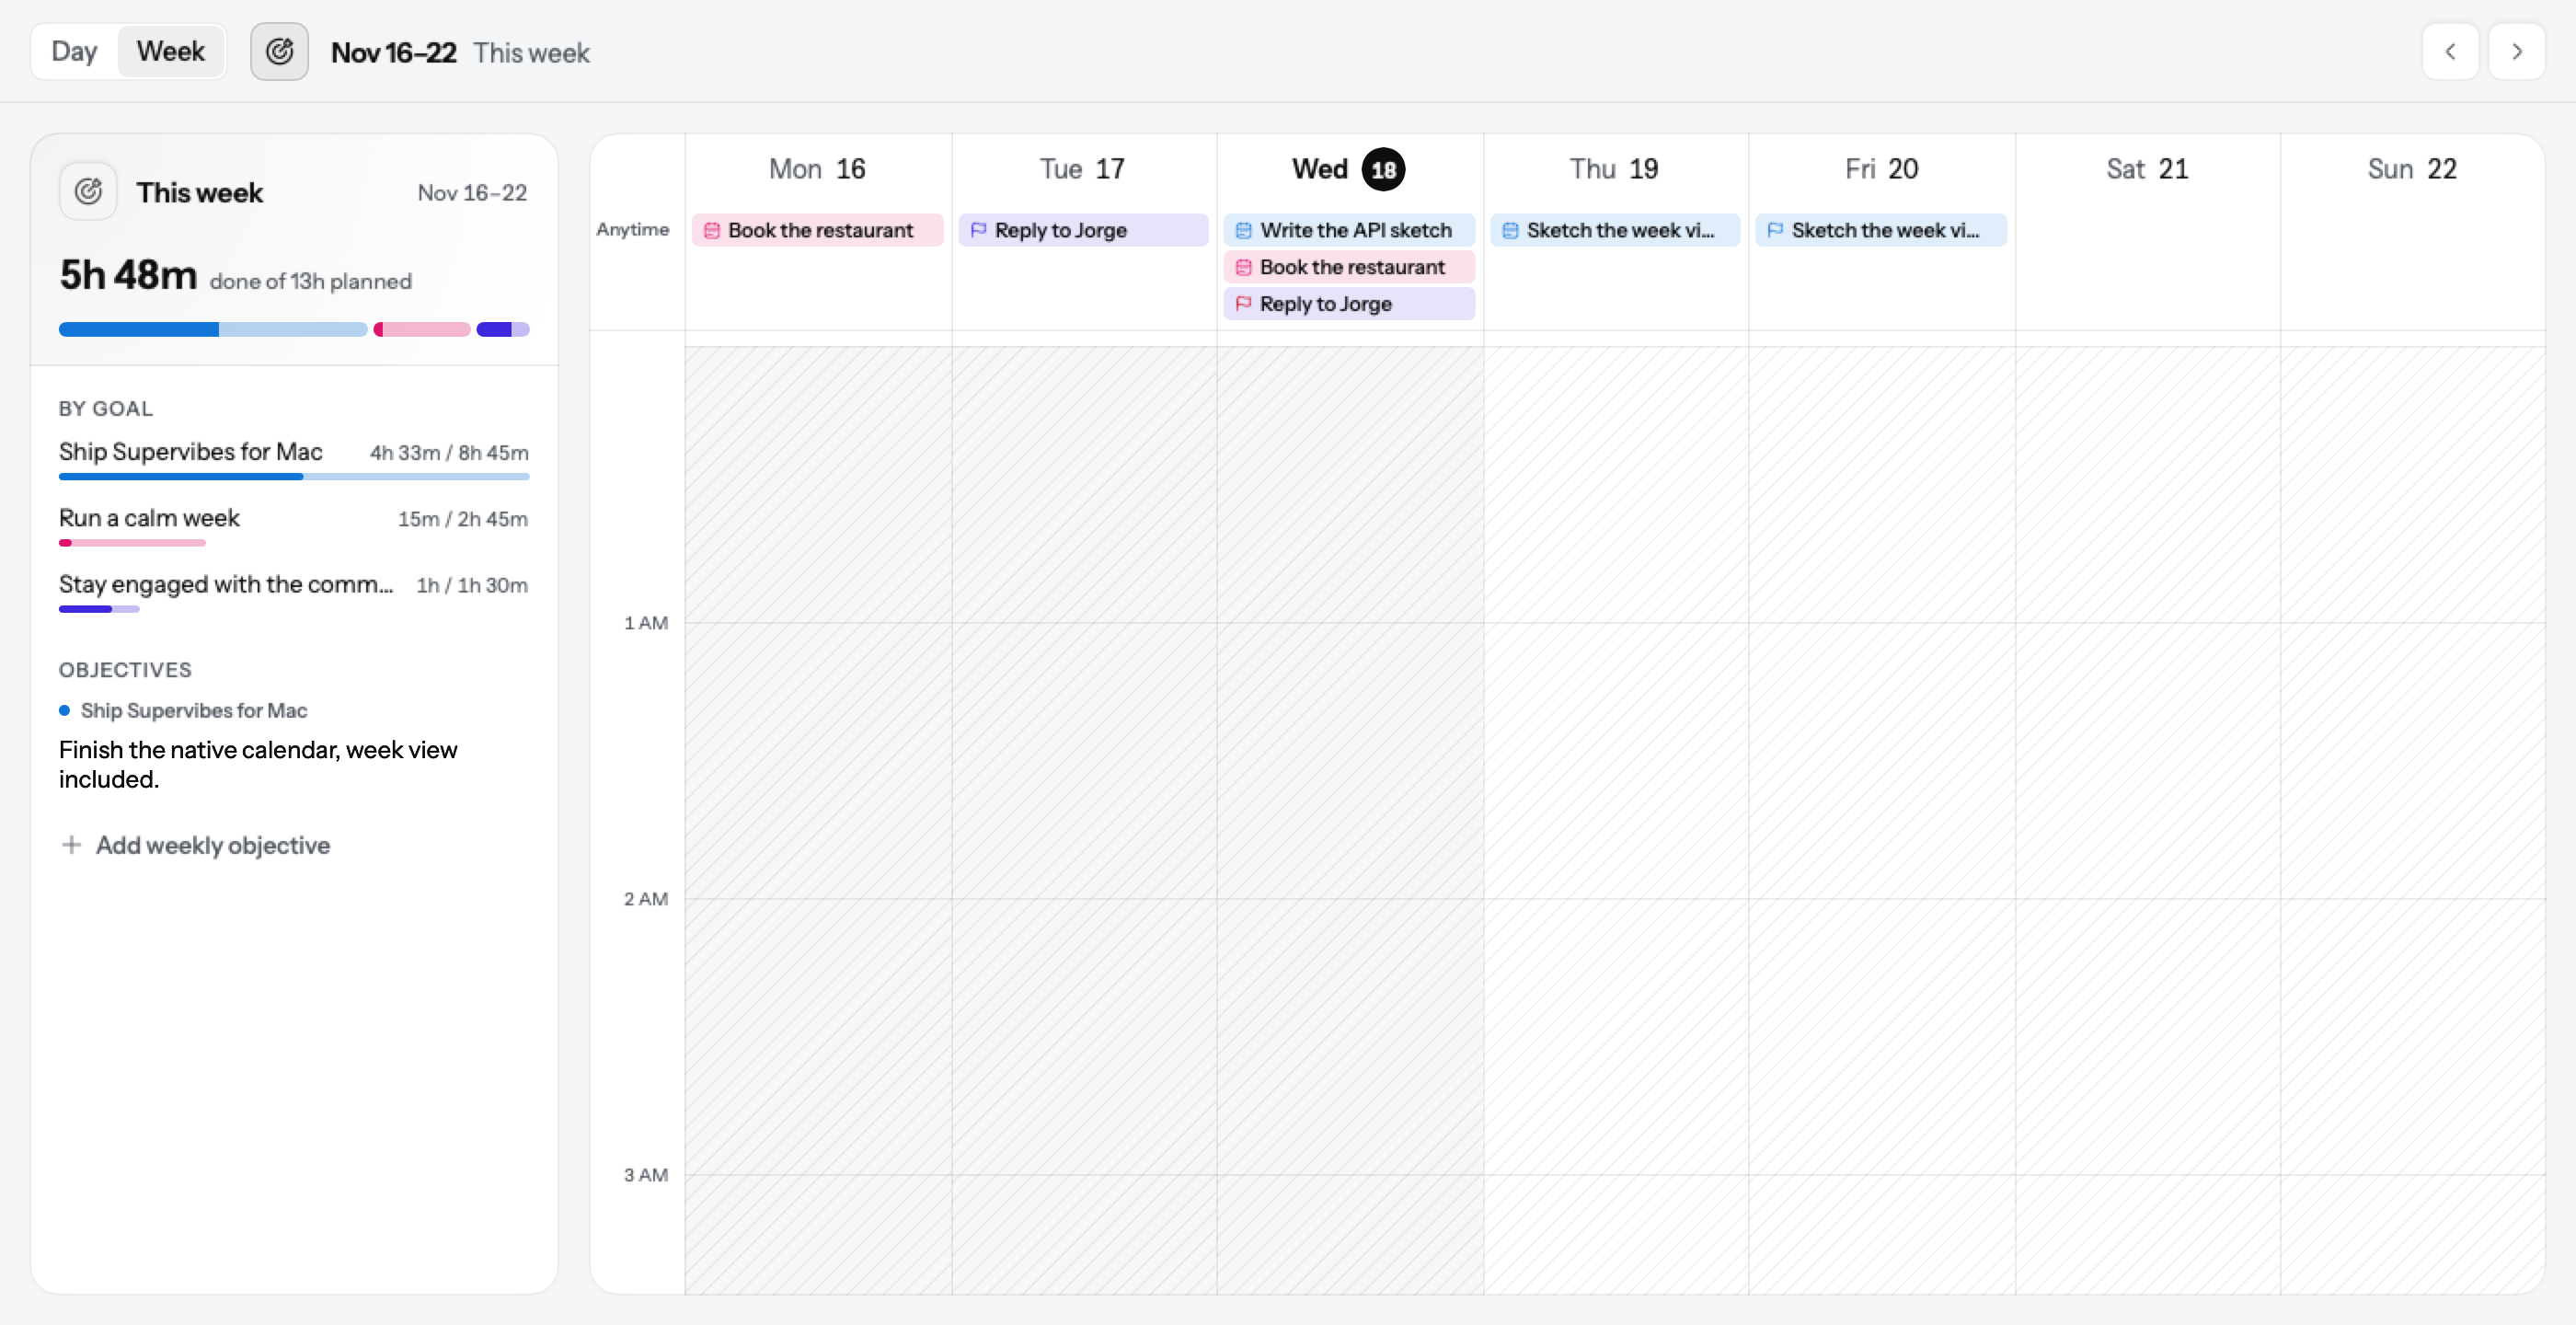 Day Week Nov 16–22 This week
This week Nov 16–22
5h 48m done of 13h planned
BY GOAL
Ship Supervibes for Mac 4h 33m / 8h 45m
Run a calm week 15m / 2h 45m
Stay engaged with the comm... 1h / 1h 30m
OBJECTIVES
Ship Supervibes for Mac
Finish the native calendar, week view
included.
Add weekly objective
Mon 16 Tue 17 Wed 18 Thu 19 Fri 20 Sat 21 Sun 22
Anytime Book the restaurant Reply to Jorge Write the API sketch Sketch the week vi... Sketch the week vi...
Book the restaurant
Reply to Jorge
1 AM
2 AM
3 AM